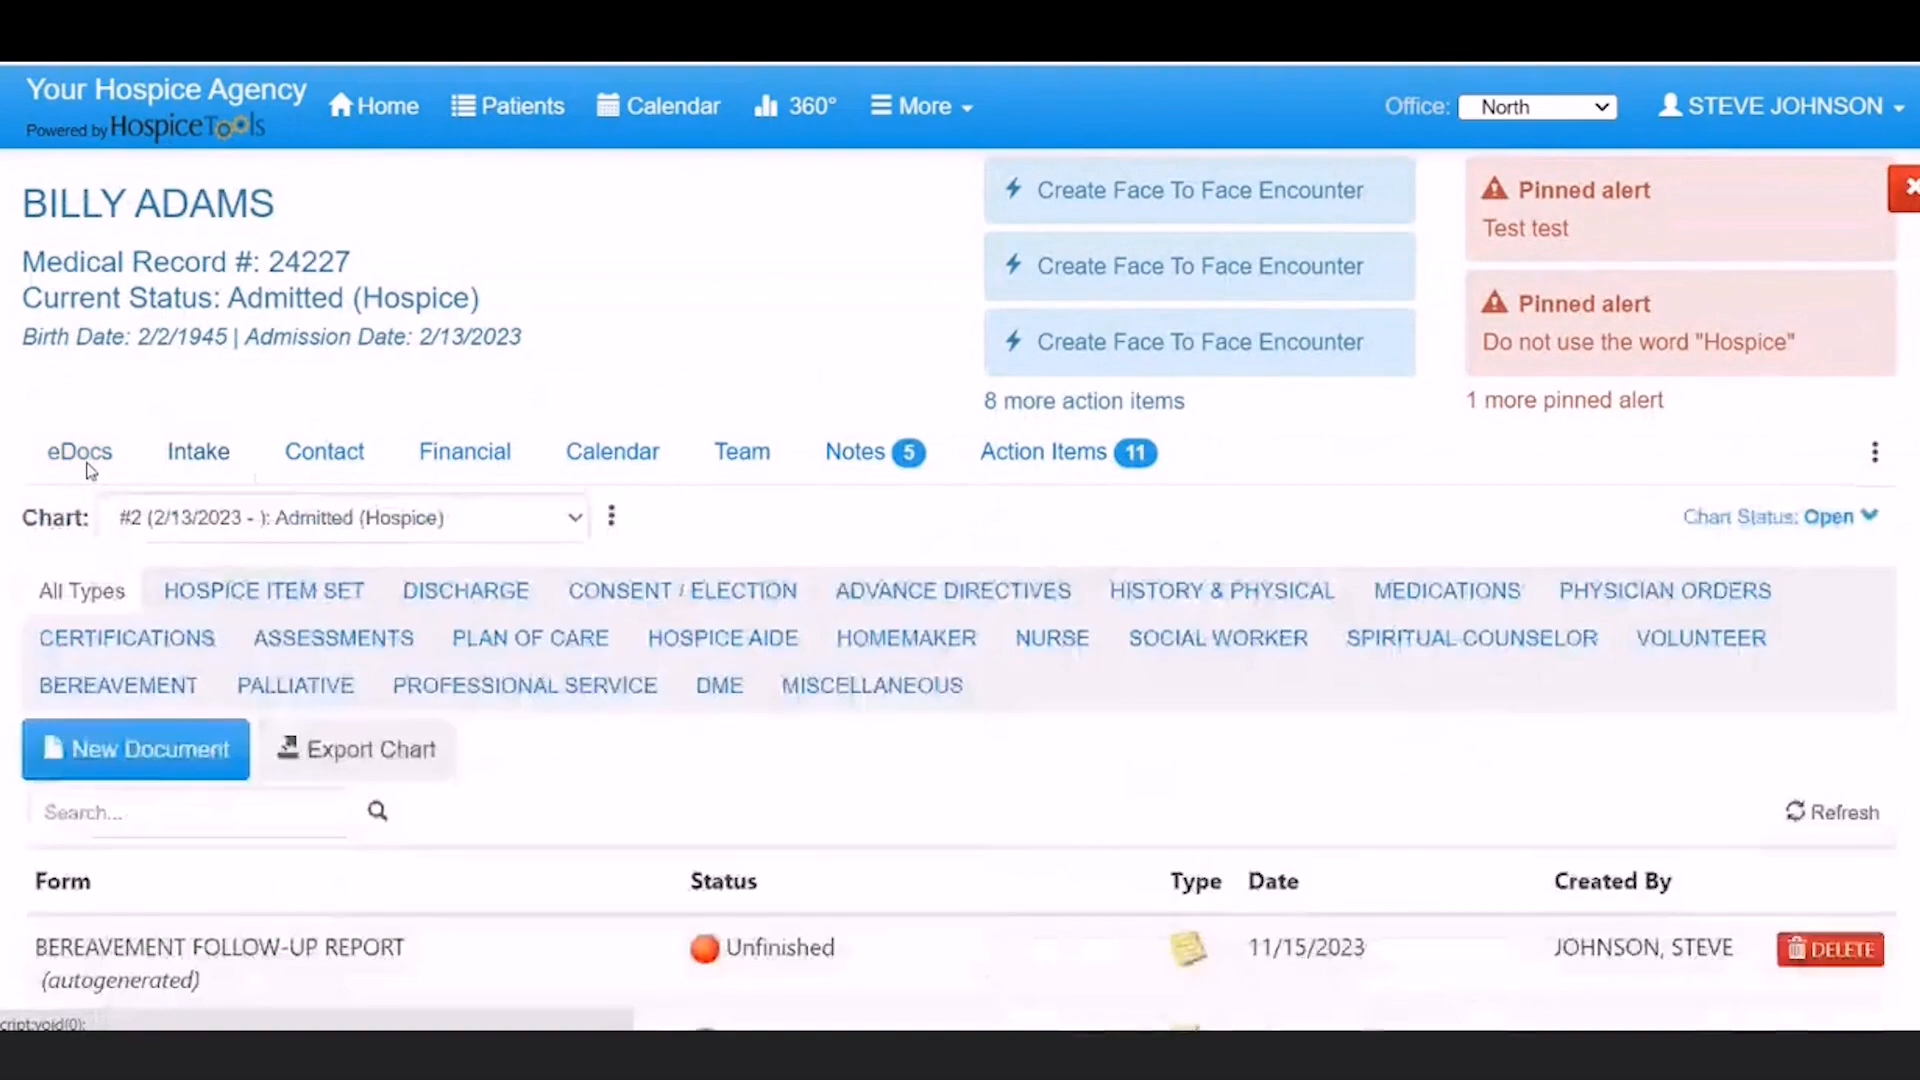 Your Hospice Agency
Powered by HospiceTools
Home
Patients
Calendar
360°
More
Office: North
STEVE JOHNSON
BILLY ADAMS
Medical Record #: 24227
Current Status: Admitted (Hospice)
Birth Date: 2/2/1945 | Admission Date: 2/13/2023
Create Face To Face Encounter
Create Face To Face Encounter
Create Face To Face Encounter
8 more action items
Pinned alert
Test test
Pinned alert
Do not use the word "Hospice"
1 more pinned alert
eDocs Intake Contact Financial Calendar Team Notes 5 Action Items 11
Chart: #2 (2/13/2023 - ): Admitted (Hospice)
Chart Status: Open
All Types HOSPICE ITEM SET DISCHARGE CONSENT / ELECTION ADVANCE DIRECTIVES HISTORY & PHYSICAL MEDICATIONS PHYSICIAN ORDERS
CERTIFICATIONS ASSESSMENTS PLAN OF CARE HOSPICE AIDE HOMEMAKER NURSE SOCIAL WORKER SPIRITUAL COUNSELOR VOLUNTEER
BEREAVEMENT PALLIATIVE PROFESSIONAL SERVICE DME MISCELLANEOUS
New Document Export Chart
Search...
Refresh
Form Status Type Date Created By
BEREAVEMENT FOLLOW-UP REPORT Unfinished 11/15/2023 JOHNSON, STEVE DELETE
(autogenerated)
cript:void(0);